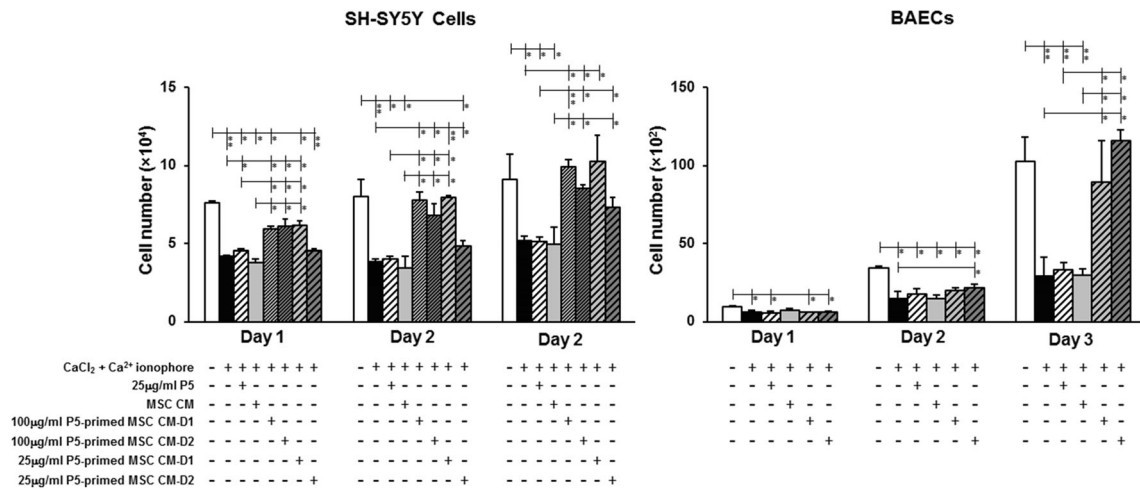 SH-SY5Y Cells
BAECs
Cell number (×10⁴)
15
10
5
0
Day 1 Day 2 Day 2
Cell number (×10²)
150
100
50
0
Day 1 Day 2 Day 3
CaCl₂ + Ca²⁺ ionophore - + + + + + + + - + + + + + + + - + + + + + + + - + + + + + - + + + + + - + + + + +
25µg/ml P5 - - + - - - - - - - + - - - - - - - + - - - - - - - + - - - - - + - - - - - + - - -
MSC CM - - - + - - - - - - - + - - - - - - - + - - - - - - - + - - - - - + - - - - - + - -
100µg/ml P5-primed MSC CM-D1 - - - - + - - - - - - - + - - - - - - - + - - - - - - - + - - - - - + - - - - - + -
100µg/ml P5-primed MSC CM-D2 - - - - - + - - - - - - - + - - - - - - - + - - - - - - - + - - - - - + - - - - - +
25µg/ml P5-primed MSC CM-D1 - - - - - - + - - - - - - - + - - - - - - - + -
25µg/ml P5-primed MSC CM-D2 - - - - - - - + - - - - - - - + - - - - - - - +